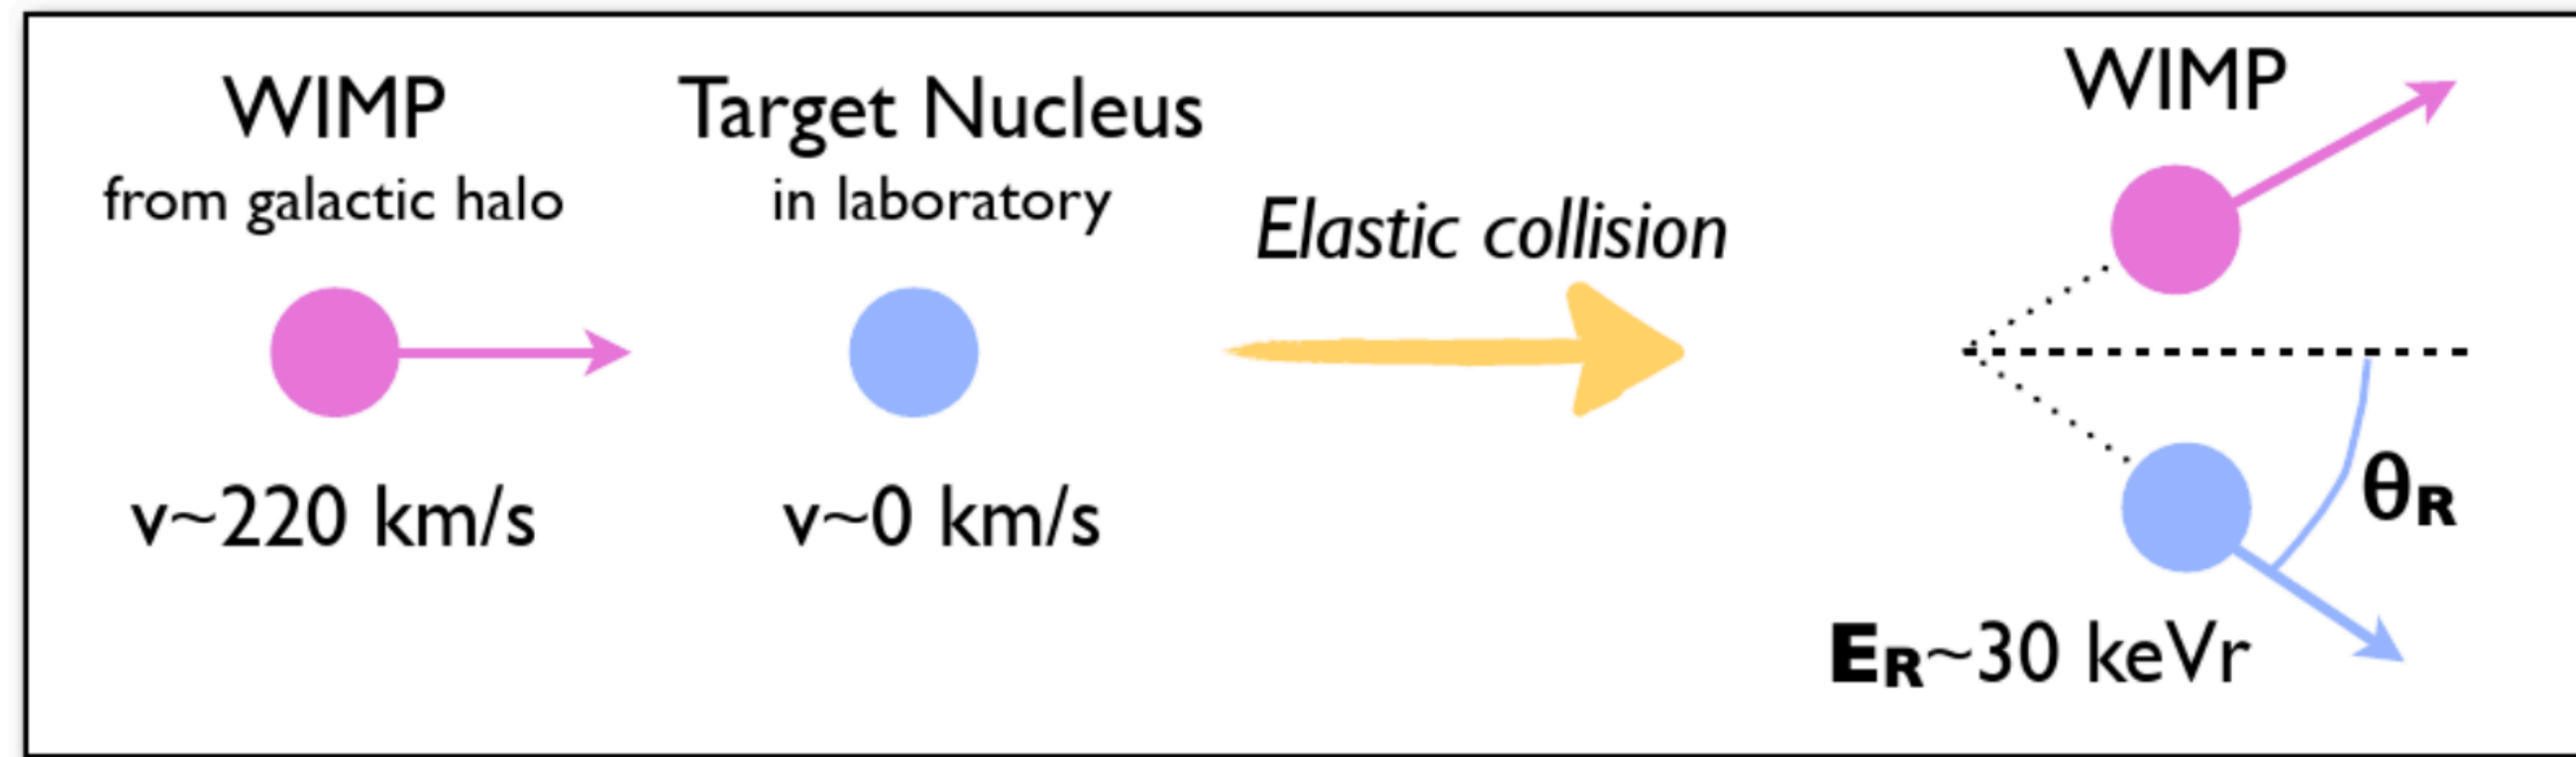 WIMP
from galactic halo
v~220 km/s
Target Nucleus
in laboratory
v~0 km/s
Elastic collision
WIMP
θR
ER~30 keVr